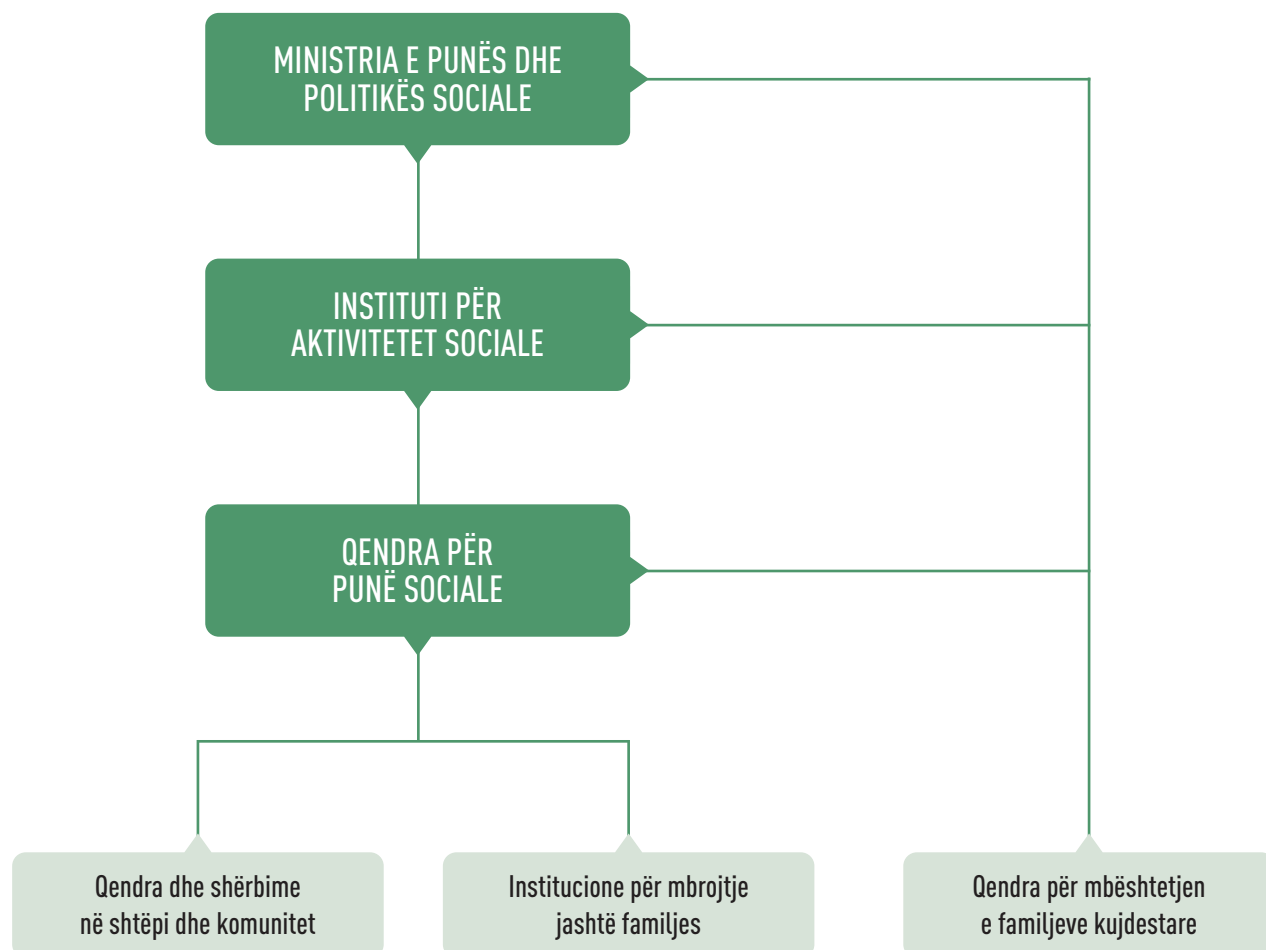 MINISTRIA E PUNËS DHE
POLITIKËS SOCIALE
INSTITUTI PËR
AKTIVITETET SOCIALE
QENDRA PËR
PUNË SOCIALE
Qendra dhe shërbime
në shtëpi dhe komunitet
Institucione për mbrojtje
jashtë familjes
Qendra për mbështetjen
e familjeve kujdestare